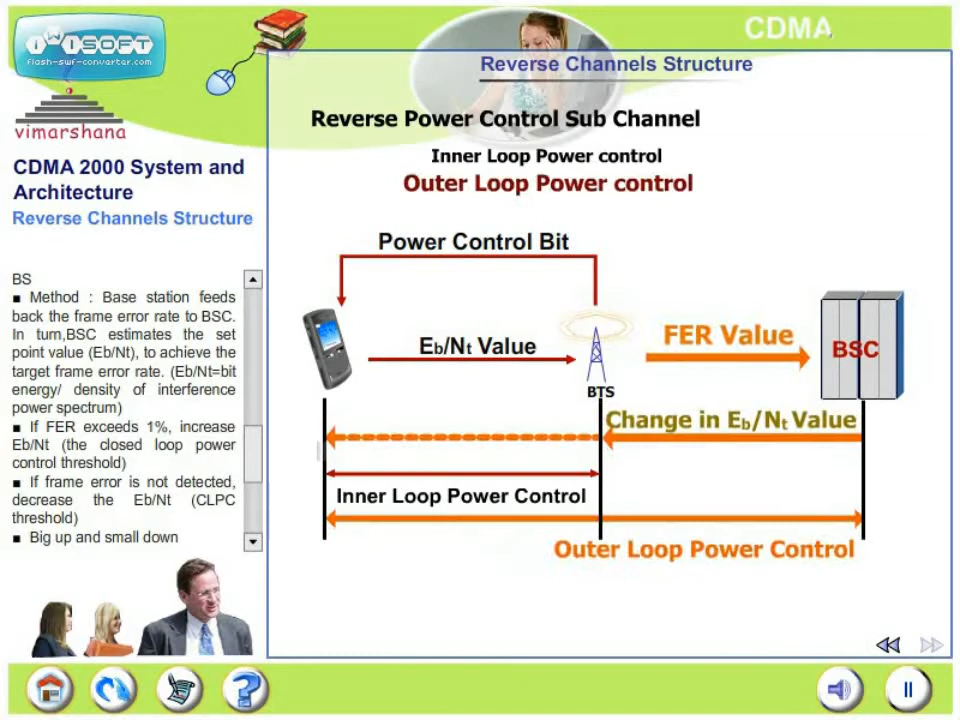 CDMA
iWiSOFT
flash-swf-converter.com
vimarshana
Reverse Channels Structure
CDMA 2000 System and
Architecture
Reverse Channels Structure
BS
■ Method : Base station feeds
back the frame error rate to BSC.
In turn,BSC estimates the set
point value (Eb/Nt), to achieve the
target frame error rate. (Eb/Nt=bit
energy/ density of interference
power spectrum)
■ If FER exceeds 1%, increase
Eb/Nt (the closed loop power
control threshold)
■ If frame error is not detected,
decrease the Eb/Nt (CLPC
threshold)
■ Big up and small down
Reverse Power Control Sub Channel
Inner Loop Power control
Outer Loop Power control
Power Control Bit
Eb/Nt Value
FER Value
BSC
BTS
Change in Eb/Nt Value
Inner Loop Power Control
Outer Loop Power Control